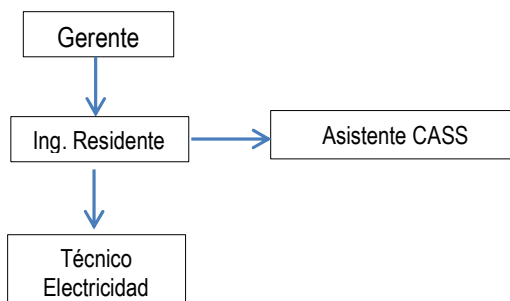 Gerente
Ing. Residente
Asistente CASS
Técnico
Electricidad